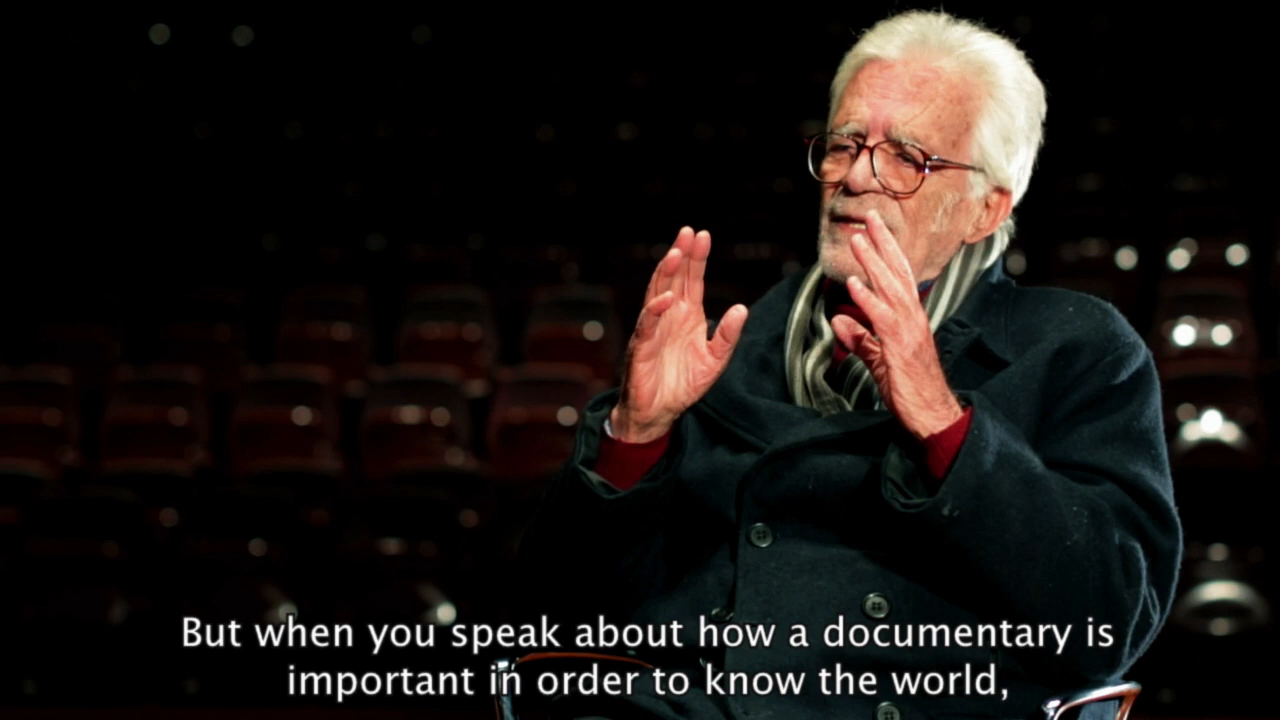 But when you speak about how a documentary is
important in order to know the world,